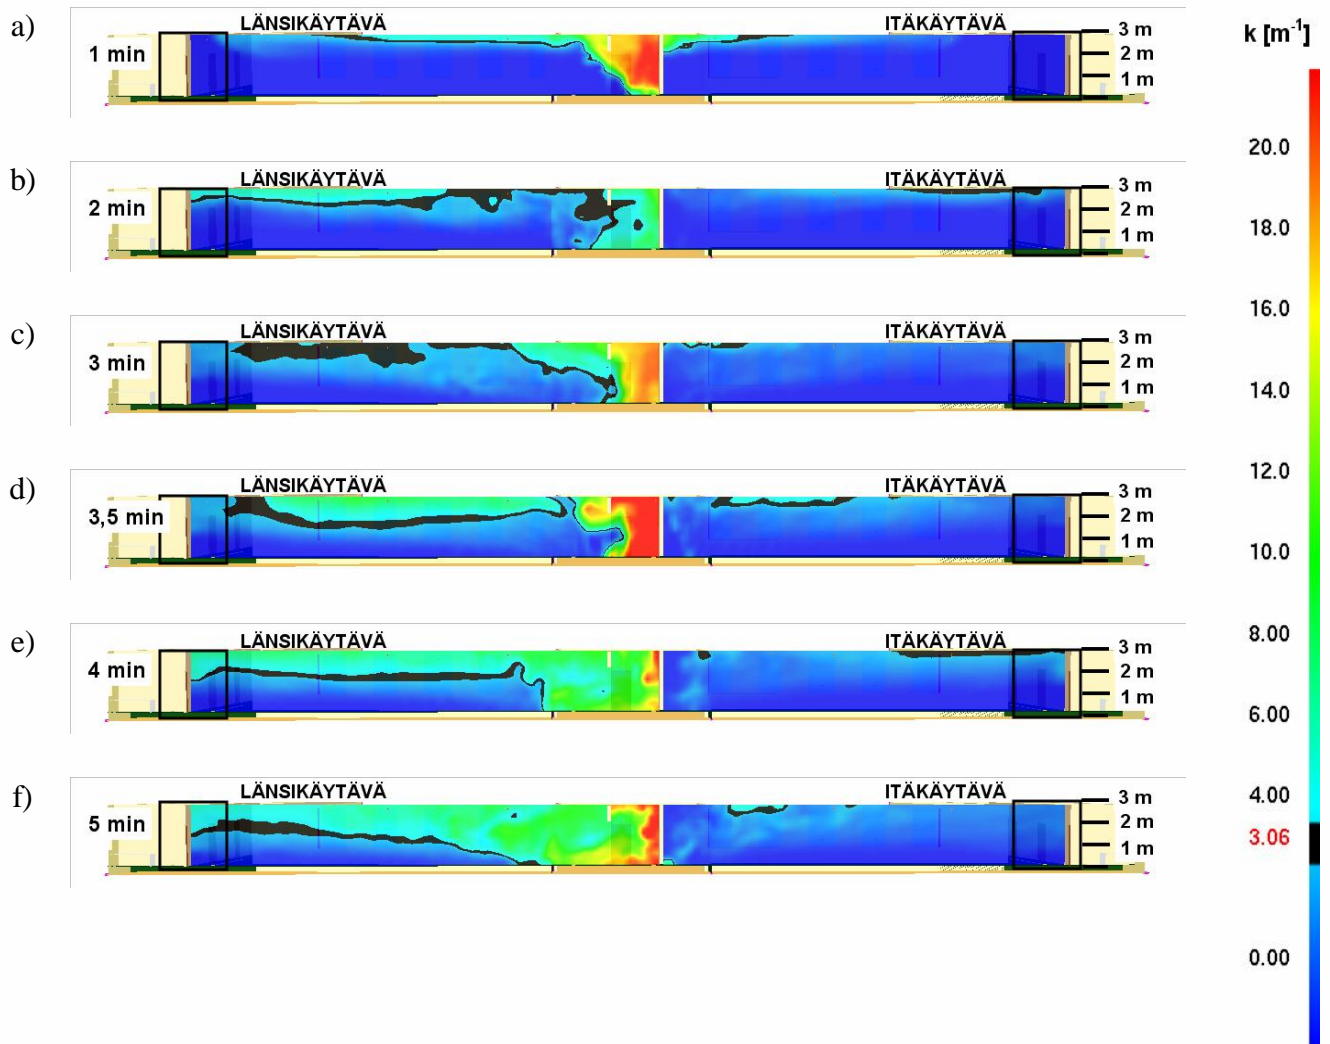 a)
LÄNSIKÄYTÄVÄ ITÄKÄYTÄVÄ
1 min
3 m
2 m
1 m
b)
LÄNSIKÄYTÄVÄ ITÄKÄYTÄVÄ
2 min
3 m
2 m
1 m
c)
LÄNSIKÄYTÄVÄ ITÄKÄYTÄVÄ
3 min
3 m
2 m
1 m
d)
LÄNSIKÄYTÄVÄ ITÄKÄYTÄVÄ
3,5 min
3 m
2 m
1 m
e)
LÄNSIKÄYTÄVÄ ITÄKÄYTÄVÄ
4 min
3 m
2 m
1 m
f)
LÄNSIKÄYTÄVÄ ITÄKÄYTÄVÄ
5 min
3 m
2 m
1 m
k [m⁻¹]
20.0
18.0
16.0
14.0
12.0
10.0
8.00
6.00
4.00
3.06
0.00